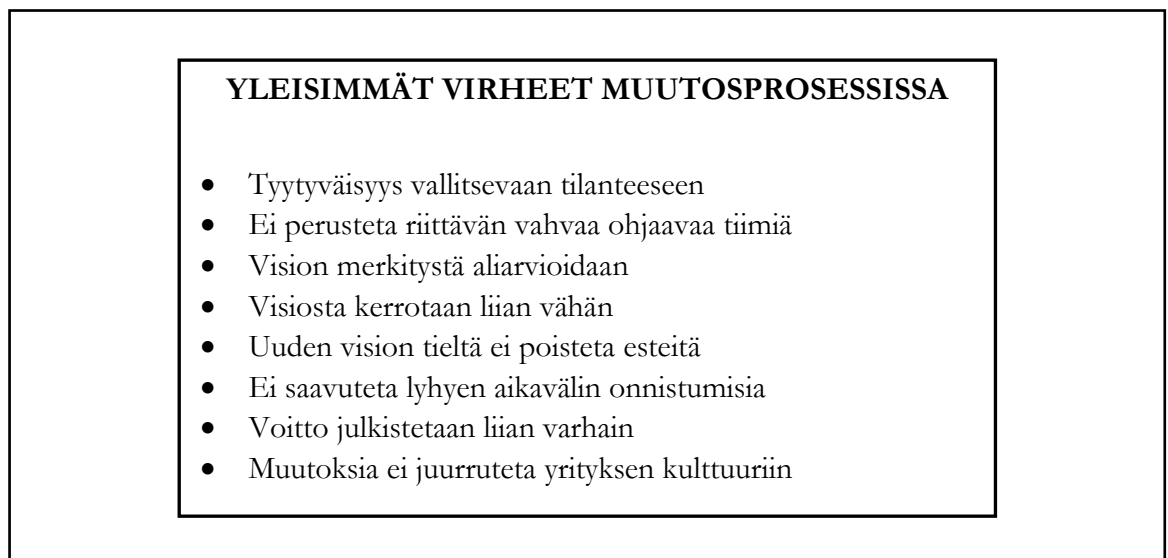 YLEISIMMÄT VIRHEET MUUTOSPROSESSISSA
• Tyytyväisyys vallitsevaan tilanteeseen
• Ei perusteta riittävän vahvaa ohjaavaa tiimiä
• Vision merkitystä aliarvioidaan
• Visiosta kerrotaan liian vähän
• Uuden vision tieltä ei poisteta esteitä
• Ei saavuteta lyhyen aikavälin onnistumisia
• Voitto julkistetaan liian varhain
• Muutoksia ei juurruteta yrityksen kulttuuriin